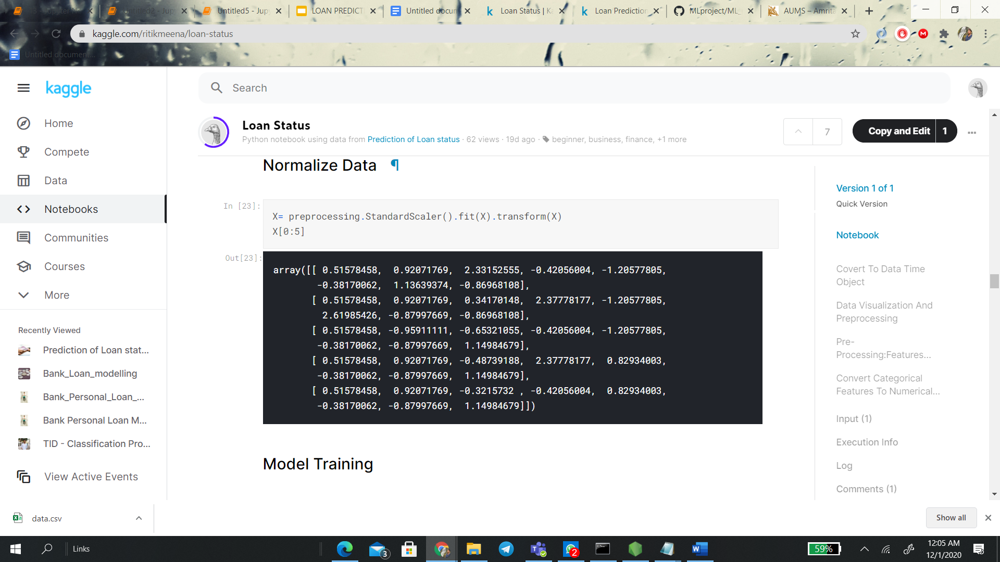 Untitled2 - Jup
Untitled5 - Jupy
LOAN PREDICT
Untitled docum
Loan Status | Ka
Loan Prediction
MLproject/ML_
AUMS – Amrita
kaggle.com/ritikmeena/loan-status
Untitled documen...
kaggle
Search
Home
Compete
Data
Notebooks
Communities
Courses
More
Recently Viewed
Prediction of Loan stat...
Bank_Loan_modelling
Bank_Personal_Loan_...
Bank Personal Loan M...
TID - Classification Pro...
View Active Events
Loan Status
Python notebook using data from Prediction of Loan status · 62 views · 19d ago · beginner, business, finance, +1 more
7
Copy and Edit 1
...
Normalize Data ¶
In [23]:
X= preprocessing.StandardScaler().fit(X).transform(X)
X[0:5]
Out[23]:
array([[ 0.51578458,  0.92071769,  2.33152555, -0.42056004, -1.20577805,
-0.38170062,  1.13639374, -0.86968108],
[ 0.51578458,  0.92071769,  0.34170148,  2.37778177, -1.20577805,
2.61985426, -0.87997669, -0.86968108],
[ 0.51578458, -0.95911111, -0.65321055, -0.42056004, -1.20577805,
-0.38170062, -0.87997669,  1.14984679],
[ 0.51578458,  0.92071769, -0.48739188,  2.37778177,  0.82934003,
-0.38170062, -0.87997669,  1.14984679],
[ 0.51578458,  0.92071769, -0.3215732 , -0.42056004,  0.82934003,
-0.38170062, -0.87997669,  1.14984679]])
Model Training
Version 1 of 1
Quick Version
Notebook
Covert To Data Time
Object
Data Visualization And
Preprocessing
Pre-
Processing:Features...
Convert Categorical
Features To Numerical...
Input (1)
Execution Info
Log
Comments (1)
data.csv
Show all
Links
3
2
59%
12:05 AM
12/1/2020